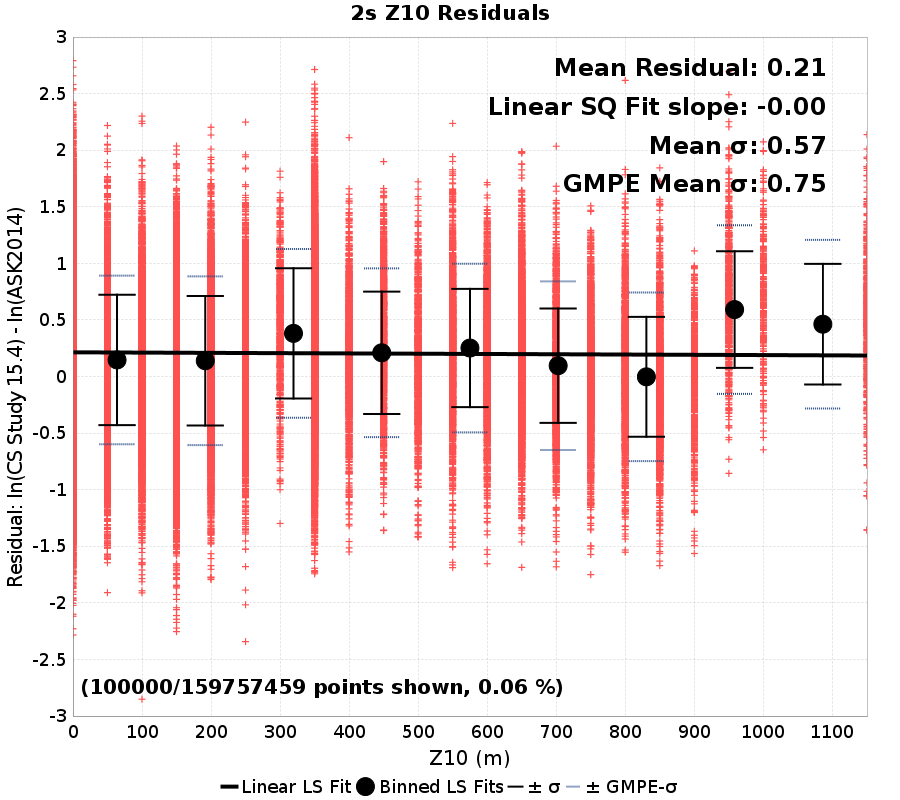 2s Z10 Residuals
Mean Residual: 0.21
Linear SQ Fit slope: -0.00
Mean σ: 0.57
GMPE Mean σ: 0.75
Residual: ln(CS Study 15.4) - ln(ASK2014)
3
2.5
2
1.5
1
0.5
0
-0.5
-1
-1.5
-2
-2.5
-3
(100000/159757459 points shown, 0.06 %)
0 100 200 300 400 500 600 700 800 900 1000 1100
Z10 (m)
Linear LS Fit Binned LS Fits ± σ ± GMPE-σ